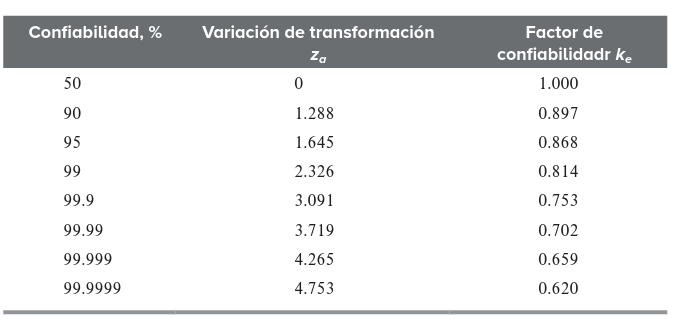 Confiabilidad, % Variación de transformación Factor de
z_a confiabilidadr k_e
50 0 1.000
90 1.288 0.897
95 1.645 0.868
99 2.326 0.814
99.9 3.091 0.753
99.99 3.719 0.702
99.999 4.265 0.659
99.9999 4.753 0.620